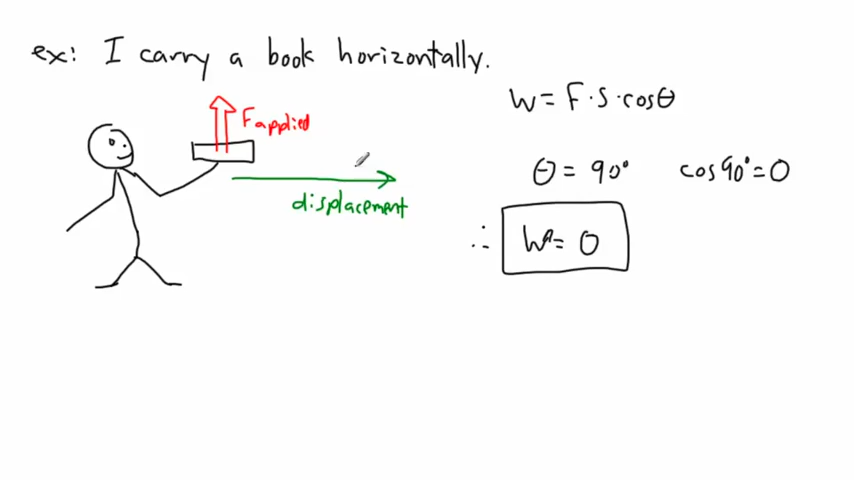 ex: I carry a book horizontally.
W = F · S · cosθ
Fapplied
θ = 90° cos 90° = 0
displacement
∴ W = 0